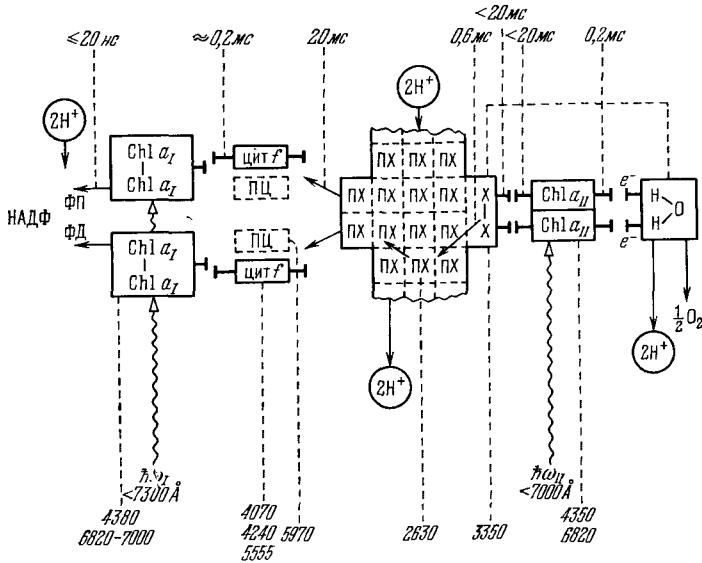 ≤20 нс ≈0,2 мс 20 мс <20 мс
0,6 мс <20 мс 0,2 мс
2H⁺ 2H⁺
Chl a_I
Chl a_I
цит f
ПЦ
ПХ ПХ ПХ
ПХ ПХ ПХ ПХ X
ПХ ПХ ПХ ПХ X
ПХ ПХ ПХ
Chl a_II
Chl a_II
e⁻
H
O
H
e⁻
ФП
НАДФ
ФД
Chl a_I
Chl a_I
ПЦ
цит f
½O₂
2H⁺ 2H⁺
ħω_I
<7300 Å
ħω_II
<7000 Å
4380
6820-7000
4070
4240
5555
5970
2630
3350
4350
6820